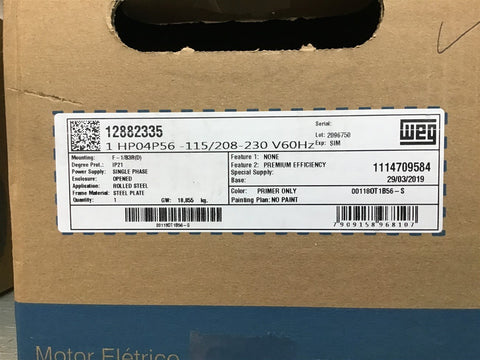 12882335
Serial:
Lot: 2096750
Exp: SIM
1 HP04P56 -115/208-230 V60Hz
WEG
Mounting: F - 1/B3R(D)
Degree Prot.: IP21
Power Supply: SINGLE PHASE
Enclosure: OPENED
Application: ROLLED STEEL
Frame Material: STEEL PLATE
Quantity: 1 GW: 18,855 kg.
Feature 1: NONE
Feature 2: PREMIUM EFFICIENCY
Special Supply:
1114709584
Base: 29/03/2019
Color: PRIMER ONLY 00118OT1B56-S
Painting Plan: NO PAINT
00118OT1B56-S
7909158968107
Motor Elétrico